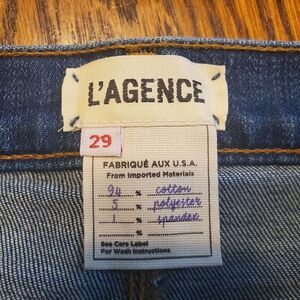 L'AGENCE
29
FABRIQUÉ AUX U.S.A.
From Imported Materials
94 % cotton
5 % polyester
1 % spandex
%
See Care Label
For Wash Instructions